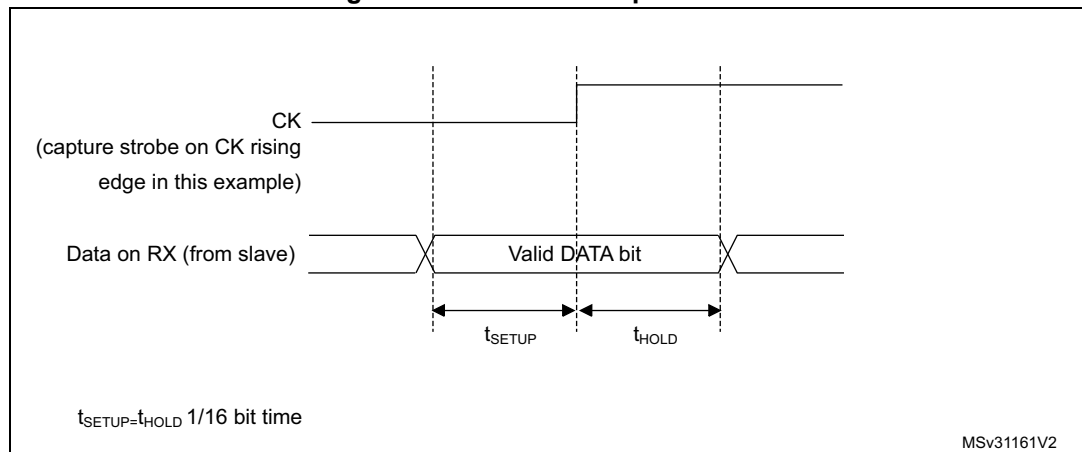 CK
(capture strobe on CK rising
edge in this example)
Data on RX (from slave)
Valid DATA bit
tSETUP
tHOLD
tSETUP=tHOLD 1/16 bit time
MSv31161V2